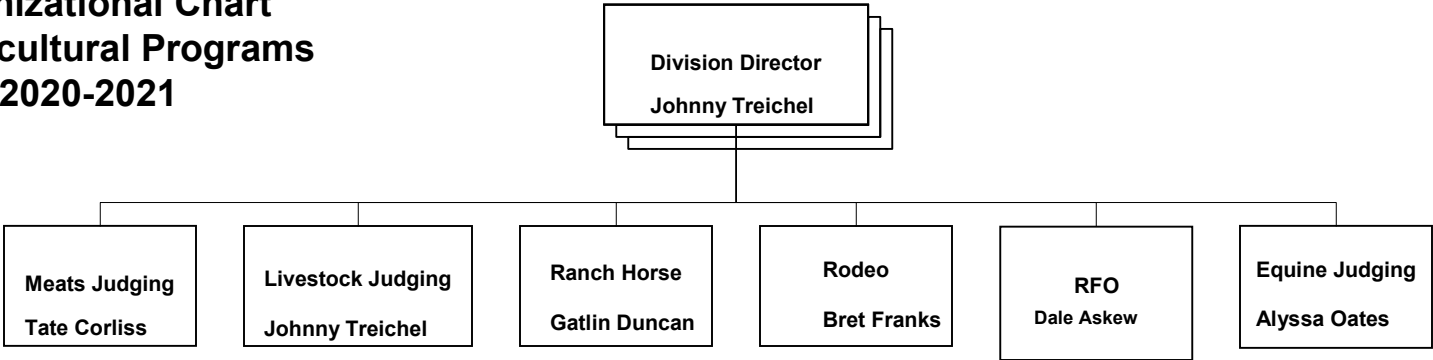 nizational Chart
cultural Programs
2020-2021
Division Director
Johnny Treichel
Meats Judging
Tate Corliss
Livestock Judging
Johnny Treichel
Ranch Horse
Gatlin Duncan
Rodeo
Bret Franks
RFO
Dale Askew
Equine Judging
Alyssa Oates